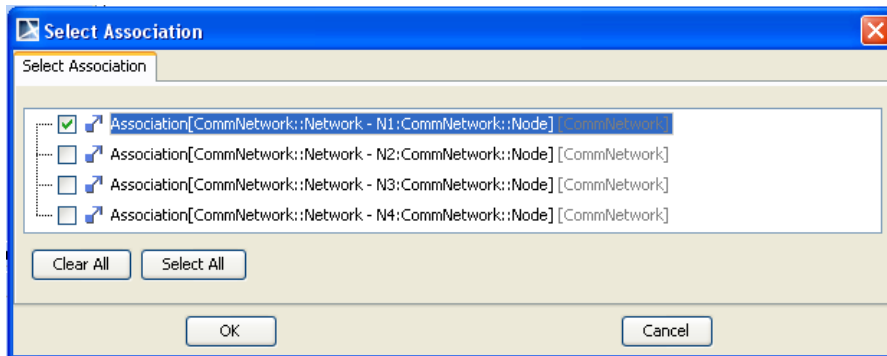 Select Association
Select Association
Association[CommNetwork::Network - N1:CommNetwork::Node] [CommNetwork]
Association[CommNetwork::Network - N2:CommNetwork::Node] [CommNetwork]
Association[CommNetwork::Network - N3:CommNetwork::Node] [CommNetwork]
Association[CommNetwork::Network - N4:CommNetwork::Node] [CommNetwork]
Clear All Select All
OK Cancel